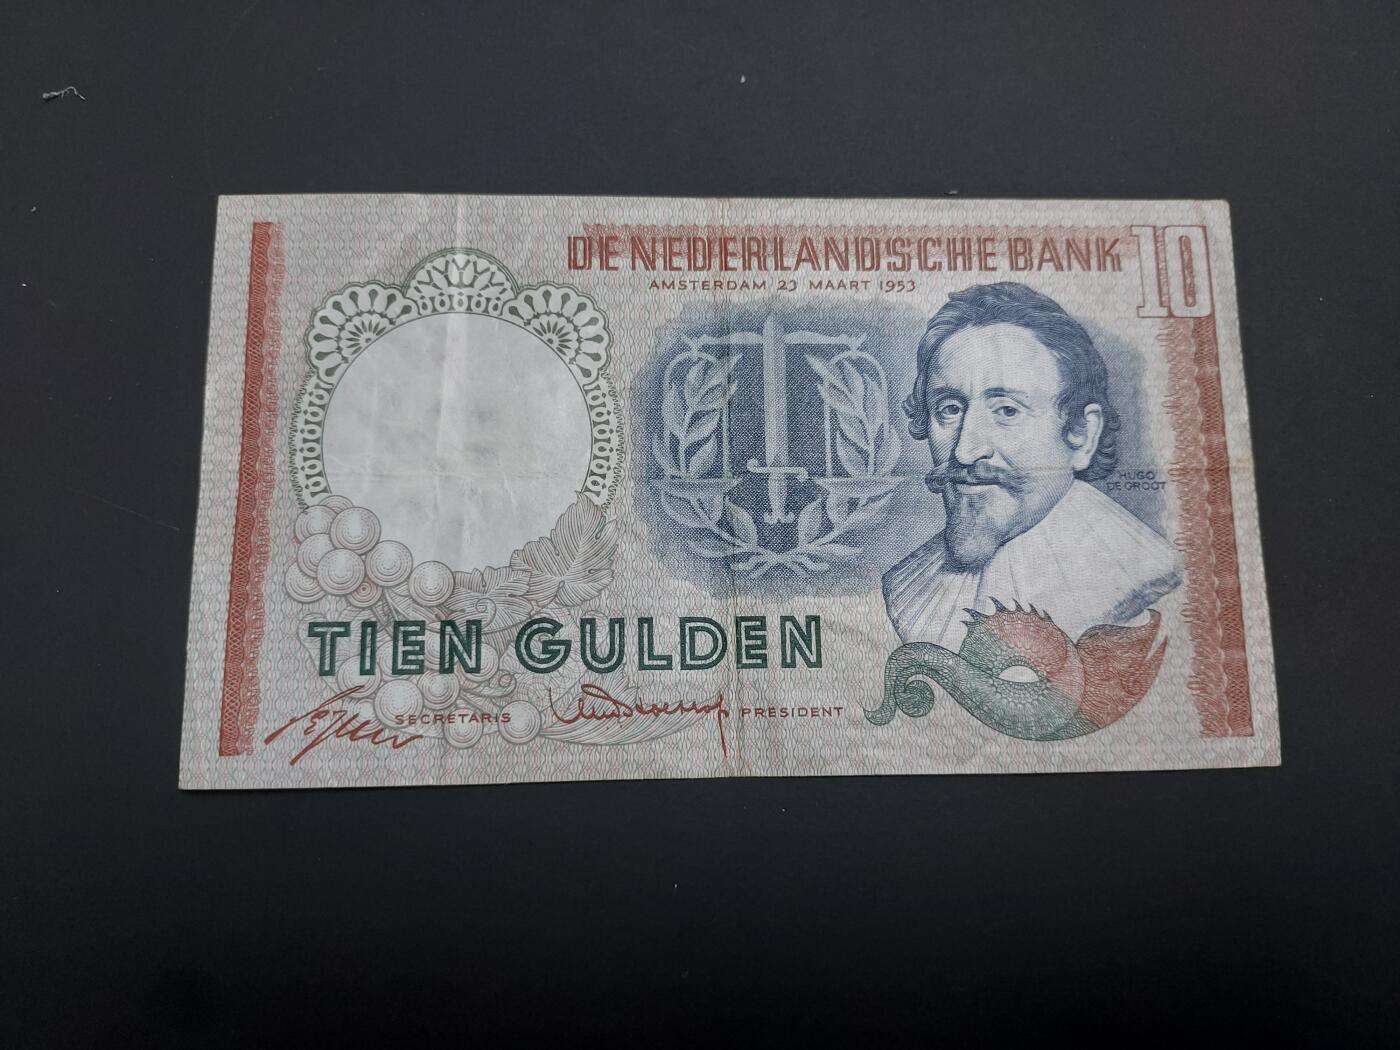 DE NEDERLANDSCHE BANK 10
AMSTERDAM 23 MAART 1953
HUGO
DE GROOT
TIEN GULDEN
SECRETARIS PRESIDENT